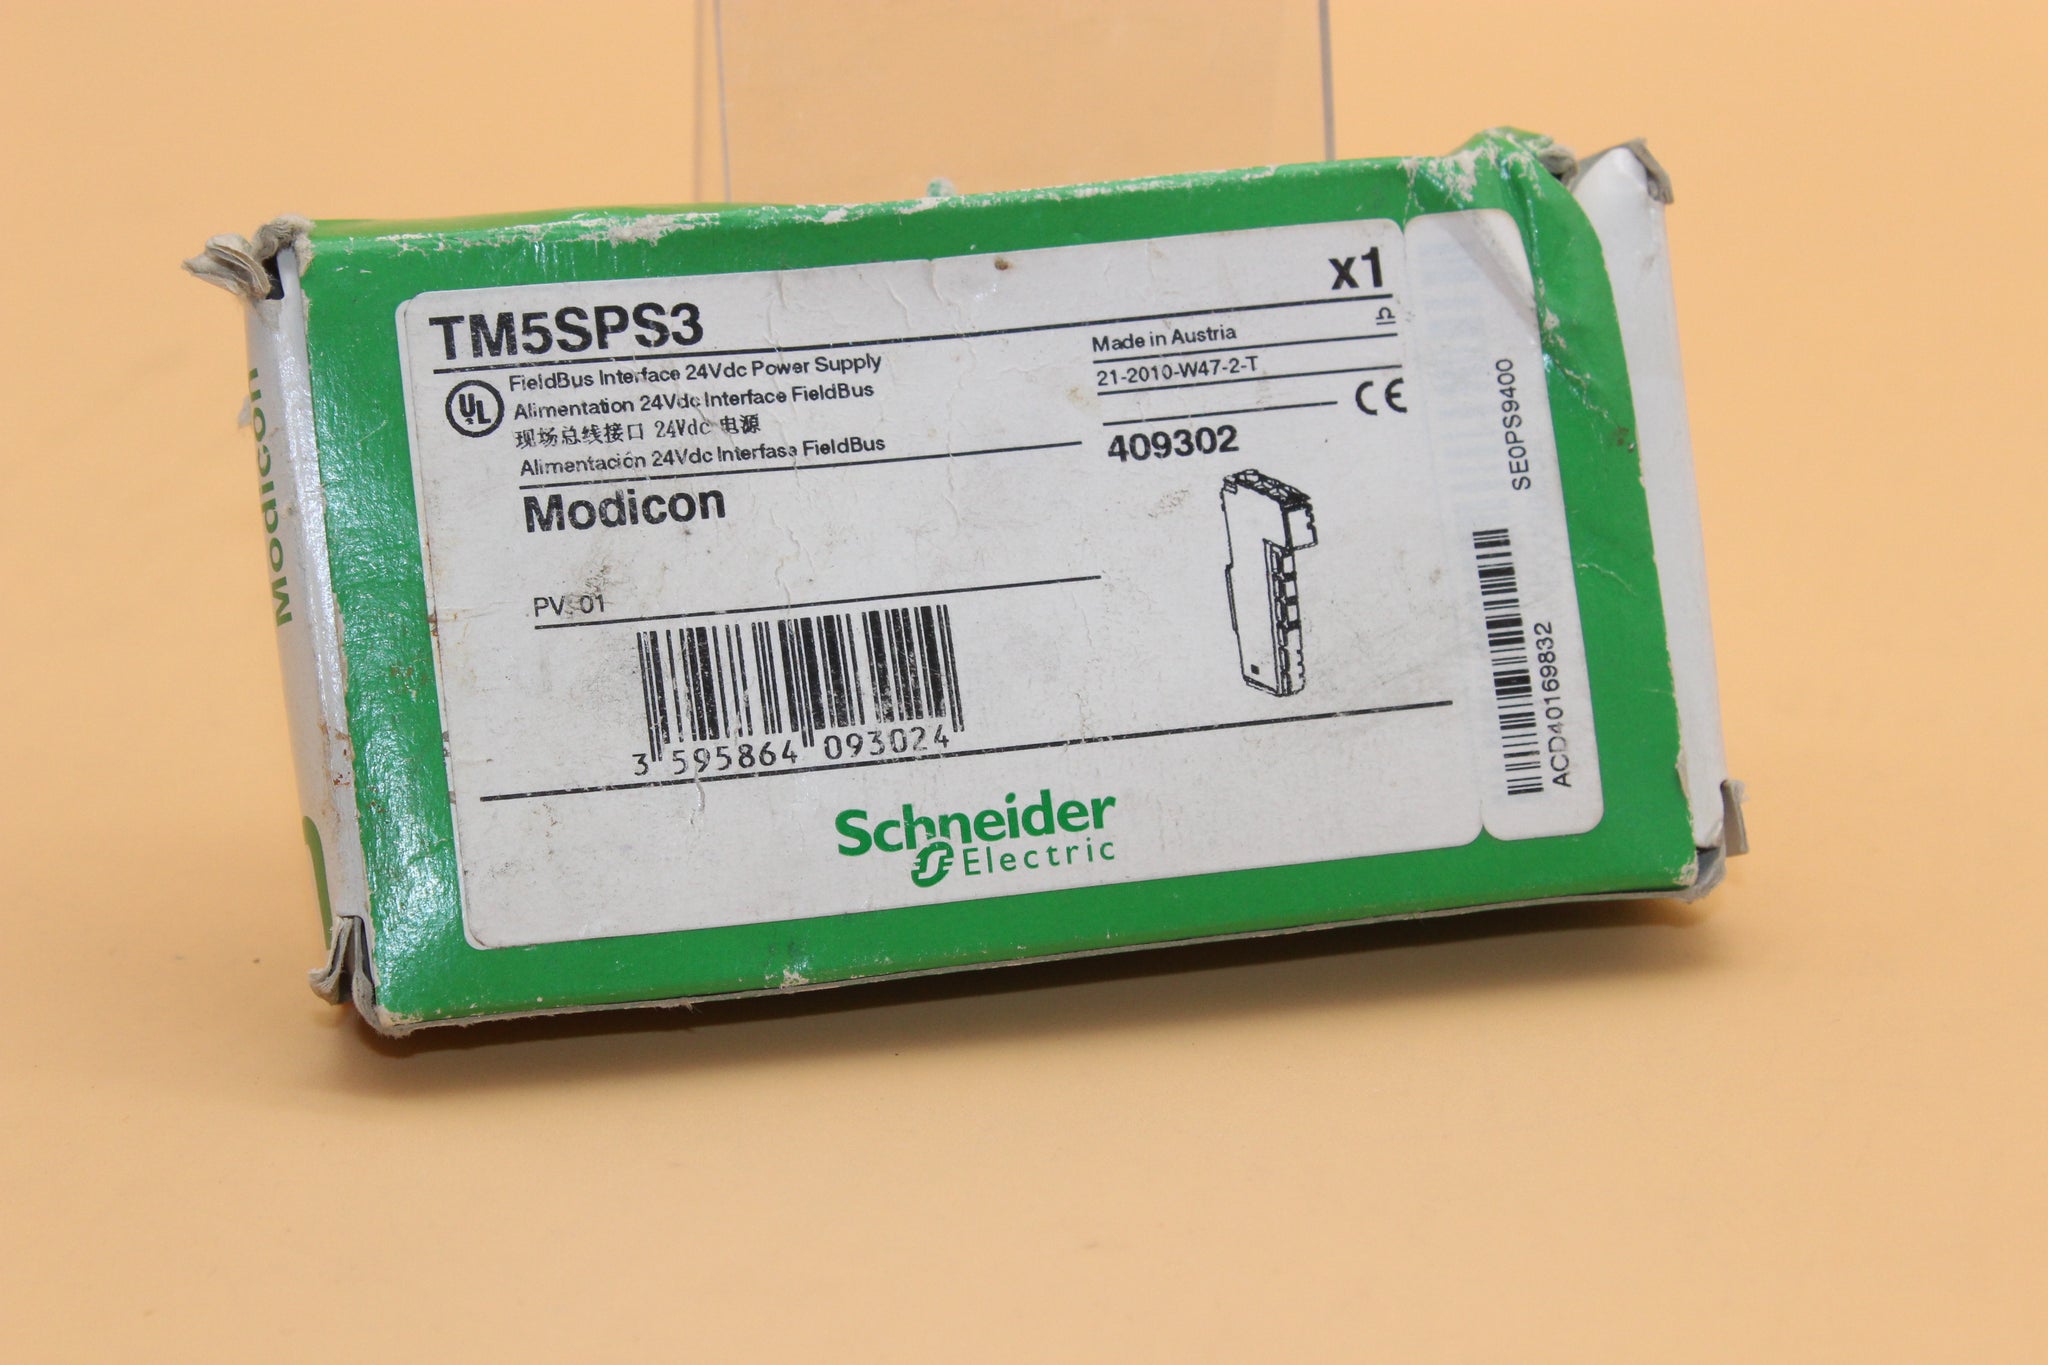 TM5SPS3
x1
FieldBus Interface 24Vdc Power Supply
Alimentation 24Vdc Interface FieldBus
现场总线接口 24Vdc 电源
Alimentación 24Vdc Interfase FieldBus
UL
Modicon
PV 01
3 595864 093024
Made in Austria
21-2010-W47-2-T
CE
409302
Schneider
Electric
SE0PS9400
ACD40169832
Modicon